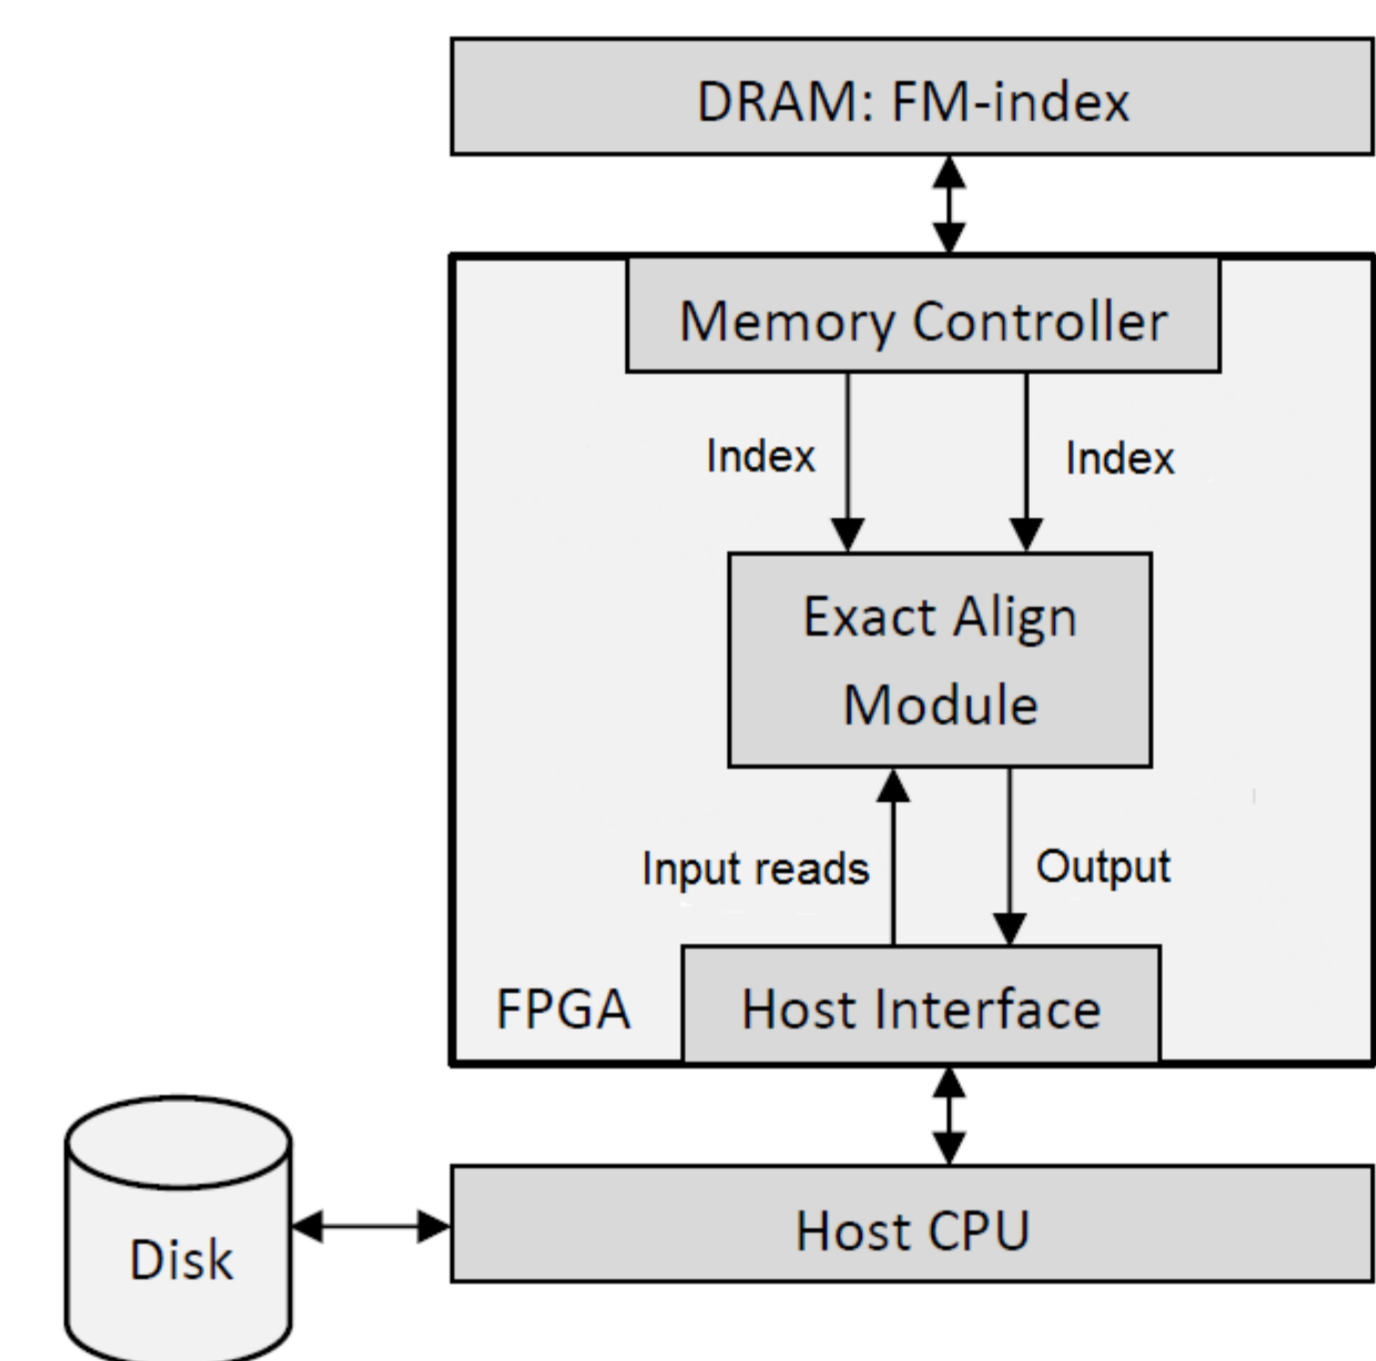 DRAM: FM-index
Memory Controller
Index
Index
Exact Align
Module
Input reads
Output
FPGA
Host Interface
Disk
Host CPU